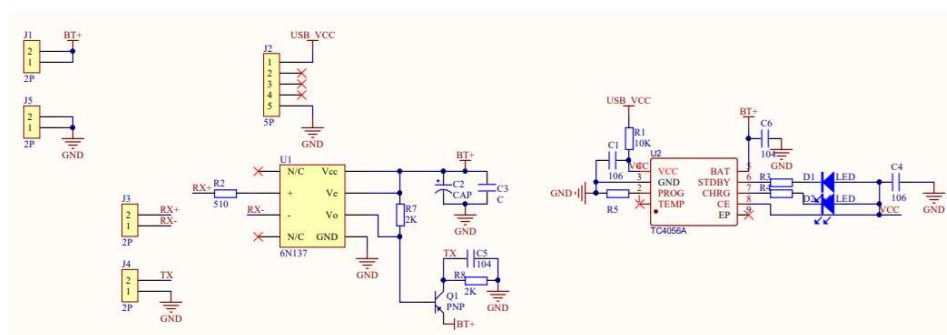 J1
BT+
2
1
2P
J5
2
1
GND
2P
J3
2
RX+
1
RX-
2P
J4
2
TX
1
2P
GND
USB_VCC
J2
1
2
3
4
5
5P
GND
U1
N/C
Vcc
+
Ve
-
Vo
N/C
GND
6N137
RX+
R2
510
RX-
GND
BT+
C2
CAP
C3
C
GND
R7
2K
TX
C5
104
R8
2K
GND
Q1
PNP
BT+
USB_VCC
R1
10K
C1
106
VCC
GND
R5
U2
4
VCC
BAT
5
3
GND
STDBY
6
2
PROG
CHRG
7
1
TEMP
CE
8
EP
9
TC4056A
BT+
C6
104
GND
R3
D1
LED
R4
D2
LED
VCC
C4
106
GND